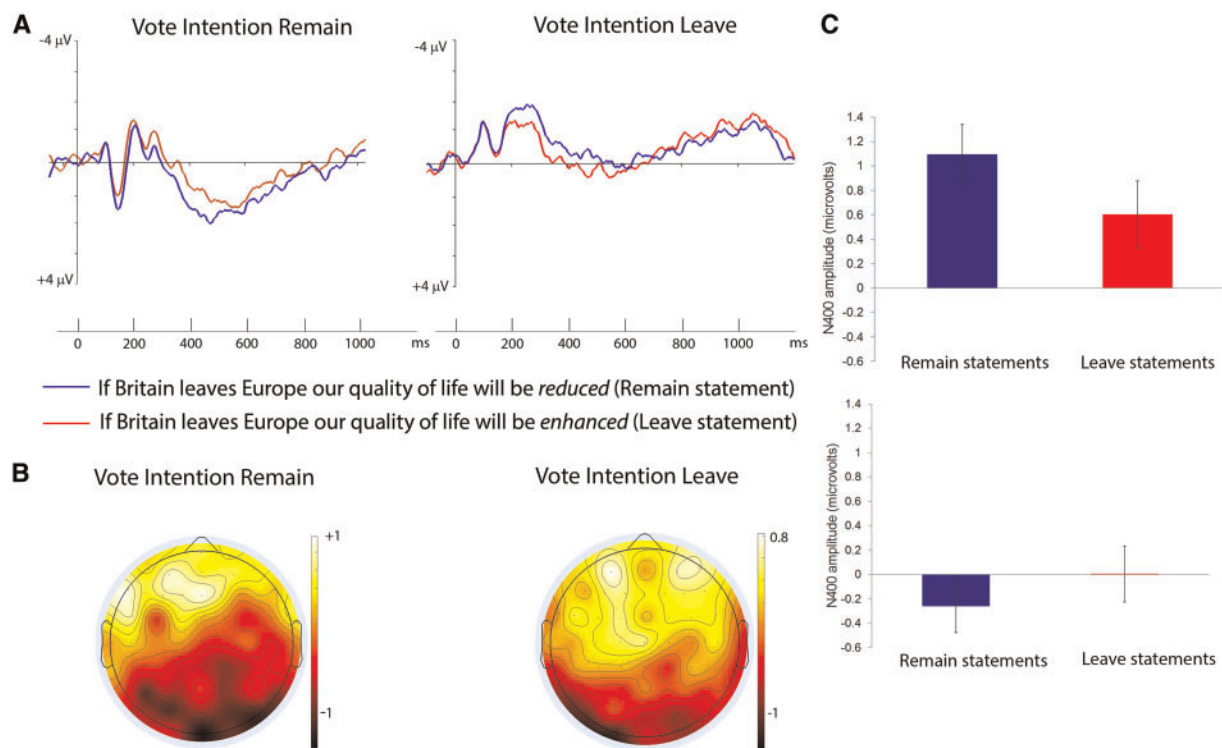 A
Vote Intention Remain
-4 µV
+4 µV
0 200 400 600 800 1000 ms
Vote Intention Leave
-4 µV
+4 µV
0 200 400 600 800 1000 ms
If Britain leaves Europe our quality of life will be reduced (Remain statement)
If Britain leaves Europe our quality of life will be enhanced (Leave statement)
B
Vote Intention Remain
+1
-1
Vote Intention Leave
0.8
-1
C
N400 amplitude (microvolts)
1.4
1.2
1
0.8
0.6
0.4
0.2
0
-0.2
-0.4
-0.6
Remain statements Leave statements
N400 amplitude (microvolts)
1.4
1.2
1
0.8
0.6
0.4
0.2
0
-0.2
-0.4
-0.6
Remain statements Leave statements